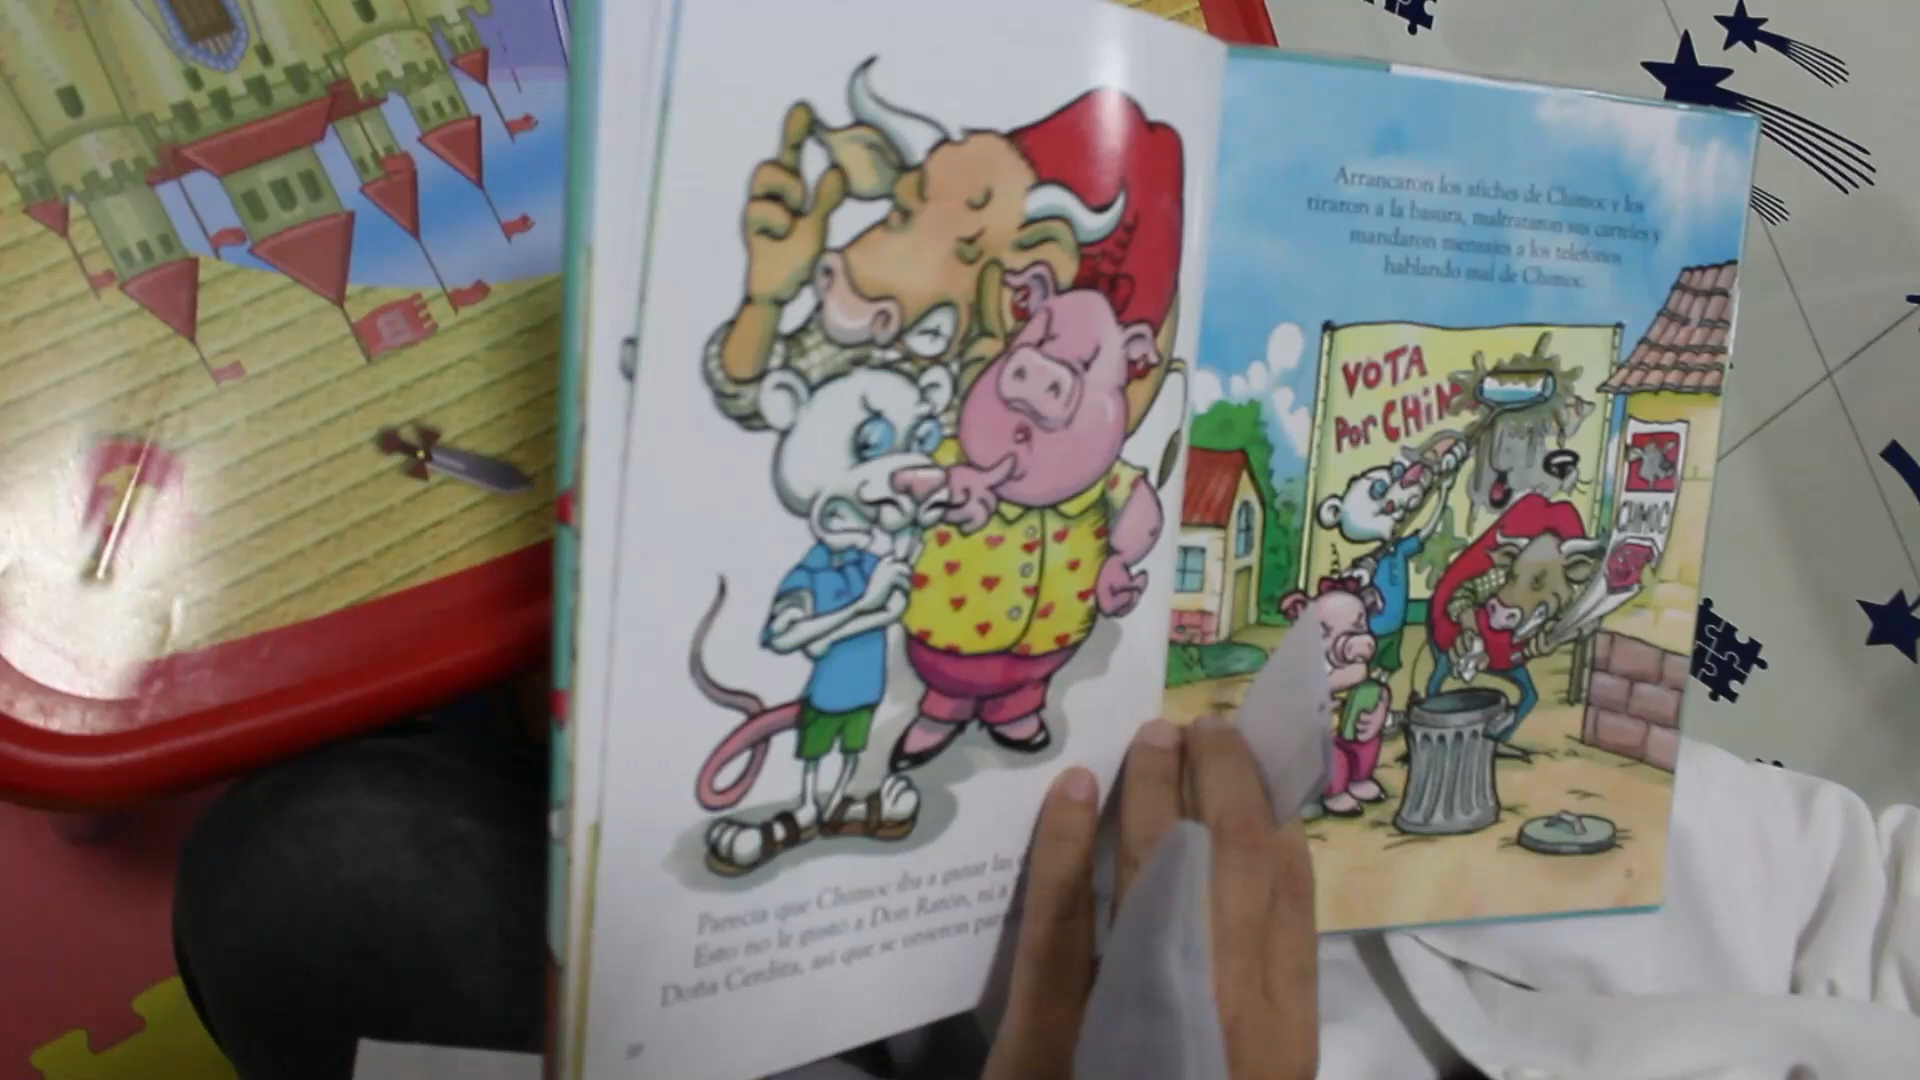 Parecía que Chimoc iba a ganar las
Esto no le gustó a Don Ratón, ni a
Doña Cerdita, así que se unieron para
Arrancaron los afiches de Chimoc y los
tiraron a la basura, maltrataron sus carteles y
mandaron mensajes a los teléfonos
hablando mal de Chimoc.
VOTA
Por CHiM
CHIMOC